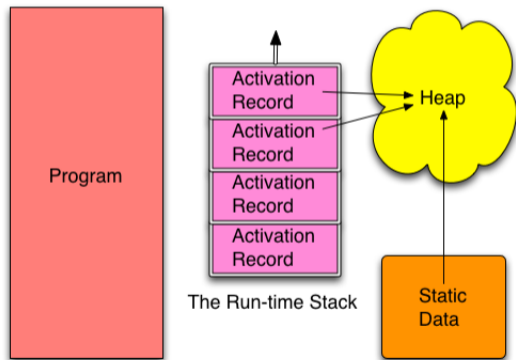 Program
Activation
Record
Activation
Record
Activation
Record
Activation
Record
The Run-time Stack
Heap
Static
Data